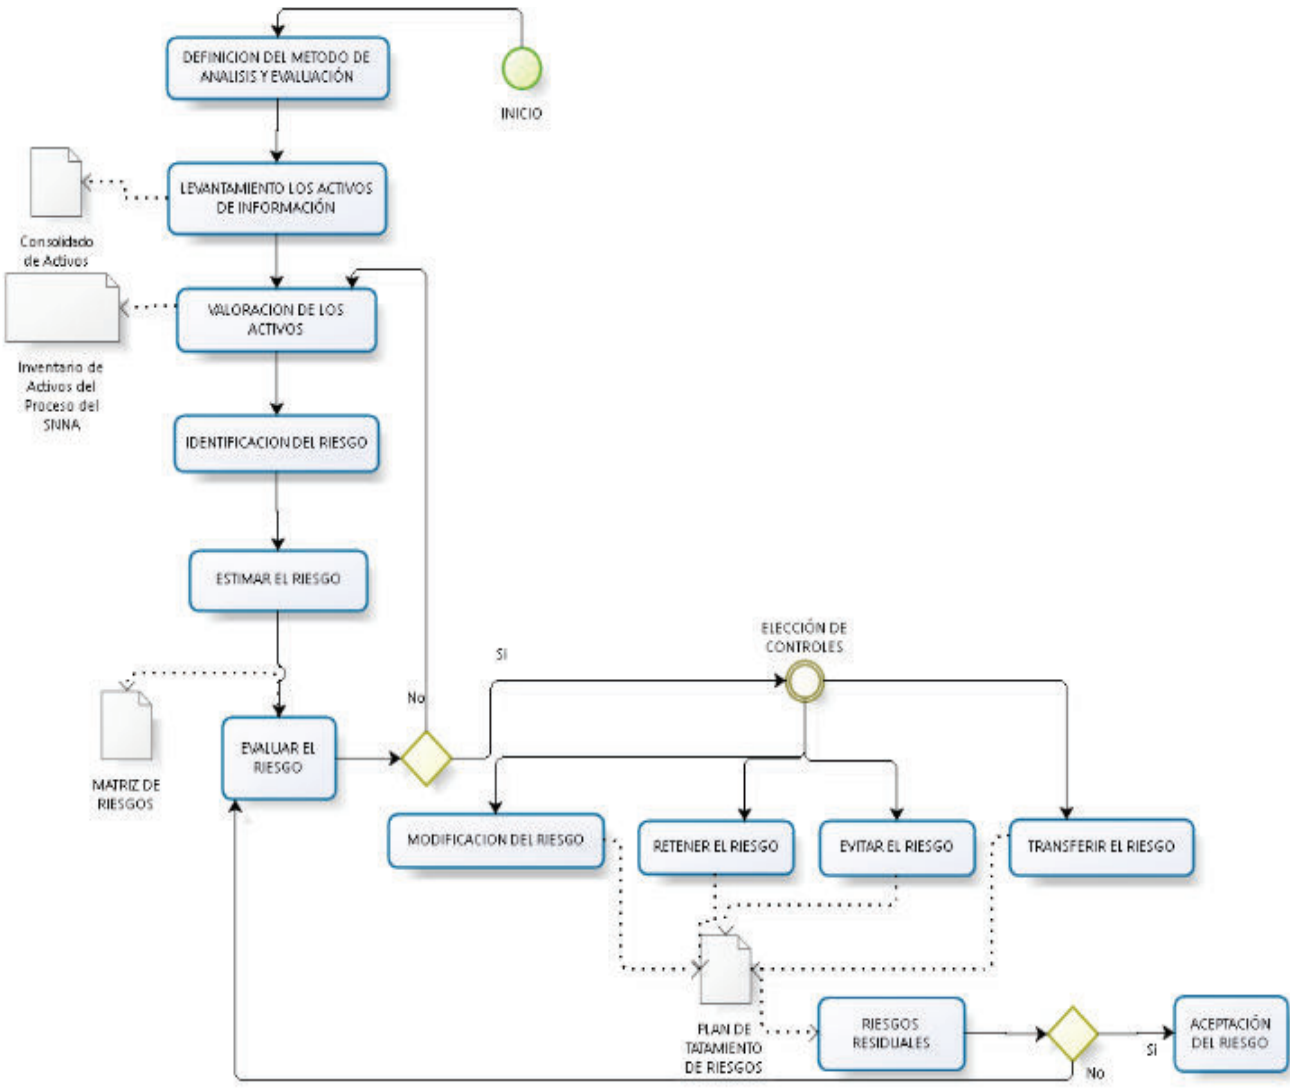 DEFINICION DEL METODO DE
ANALISIS Y EVALUACIÓN
INICIO
LEVANTAMIENTO LOS ACTIVOS
DE INFORMACIÓN
Consolidado
de Activos
VALORACION DE LOS
ACTIVOS
Inventario de
Activos del
Proceso del
SNNA
IDENTIFICACION DEL RIESGO
ESTIMAR EL RIESGO
ELECCIÓN DE
CONTROLES
Si
No
EVALUAR EL
RIESGO
MATRIZ DE
RIESGOS
MODIFICACION DEL RIESGO
RETENER EL RIESGO
EVITAR EL RIESGO
TRANSFERIR EL RIESGO
PLAN DE
TATAMIENTO
DE RIESGOS
RIESGOS
RESIDUALES
Si
No
ACEPTACIÓN
DEL RIESGO